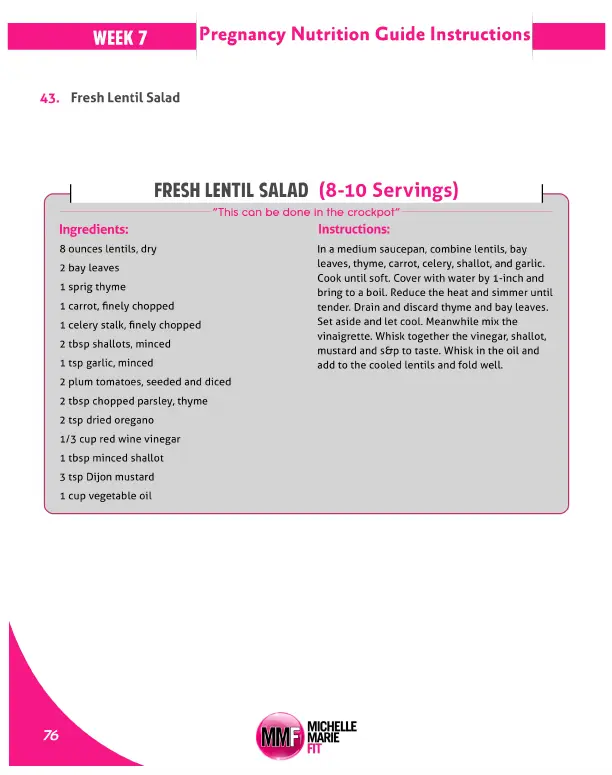 WEEK 7
Pregnancy Nutrition Guide Instructions
43. Fresh Lentil Salad
FRESH LENTIL SALAD (8-10 Servings)
"This can be done in the crockpot"
Ingredients:
8 ounces lentils, dry
2 bay leaves
1 sprig thyme
1 carrot, finely chopped
1 celery stalk, finely chopped
2 tbsp shallots, minced
1 tsp garlic, minced
2 plum tomatoes, seeded and diced
2 tbsp chopped parsley, thyme
2 tsp dried oregano
1/3 cup red wine vinegar
1 tbsp minced shallot
3 tsp Dijon mustard
1 cup vegetable oil
Instructions:
In a medium saucepan, combine lentils, bay
leaves, thyme, carrot, celery, shallot, and garlic.
Cook until soft. Cover with water by 1-inch and
bring to a boil. Reduce the heat and simmer until
tender. Drain and discard thyme and bay leaves.
Set aside and let cool. Meanwhile mix the
vinaigrette. Whisk together the vinegar, shallot,
mustard and s&p to taste. Whisk in the oil and
add to the cooled lentils and fold well.
76
MMF
MICHELLE
MARIE
FIT